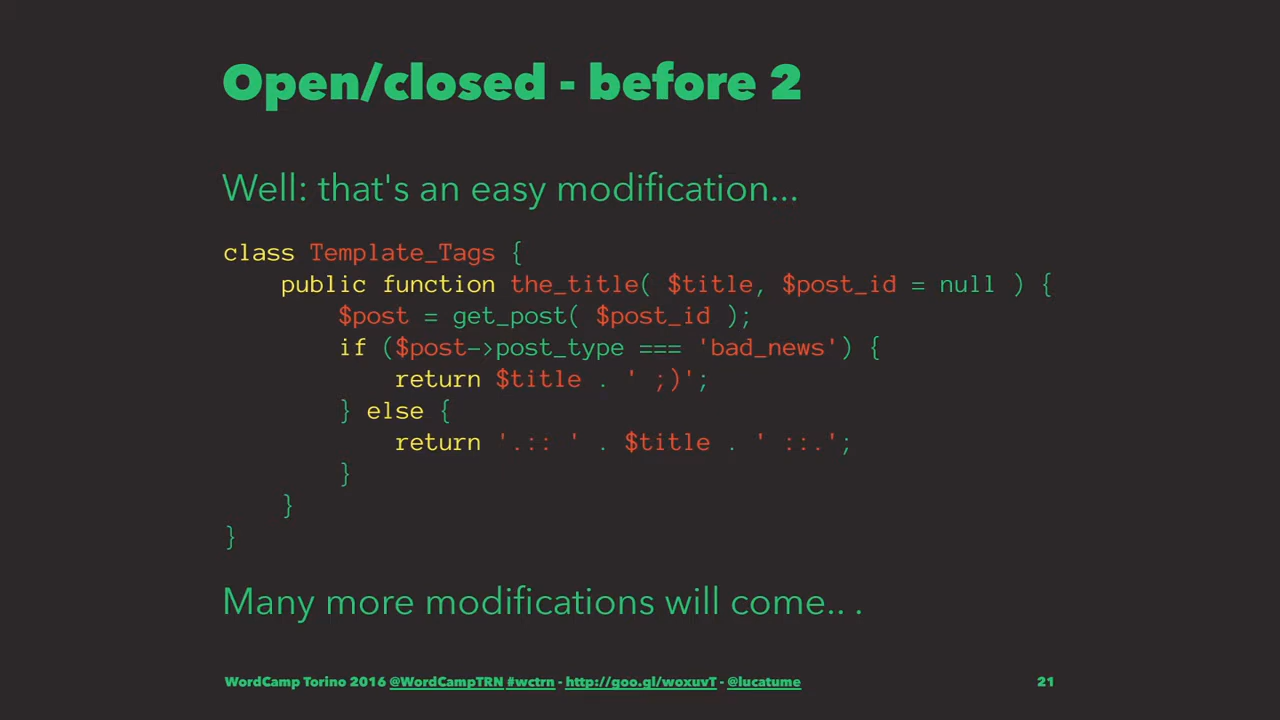 Open/closed - before 2
Well: that's an easy modification...
class Template_Tags {
    public function the_title( $title, $post_id = null ) {
        $post = get_post( $post_id );
        if ($post->post_type === 'bad_news') {
            return $title . ' ;)';
        } else {
            return '.:: ' . $title . ' ::.';
        }
    }
}
Many more modifications will come.. .
WordCamp Torino 2016 @WordCampTRN #wctrn - http://goo.gl/woxuvT - @lucatume 21